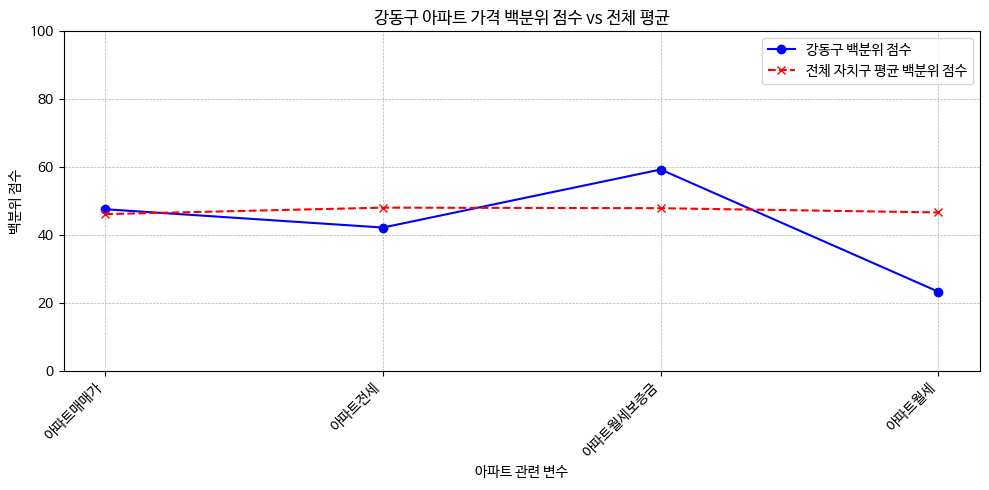 강동구 아파트 가격 백분위 점수 vs 전체 평균
강동구 백분위 점수
전체 자치구 평균 백분위 점수
백분위 점수
100
80
60
40
20
0
아파트매매가
아파트전세
아파트월세보증금
아파트월세
아파트 관련 변수